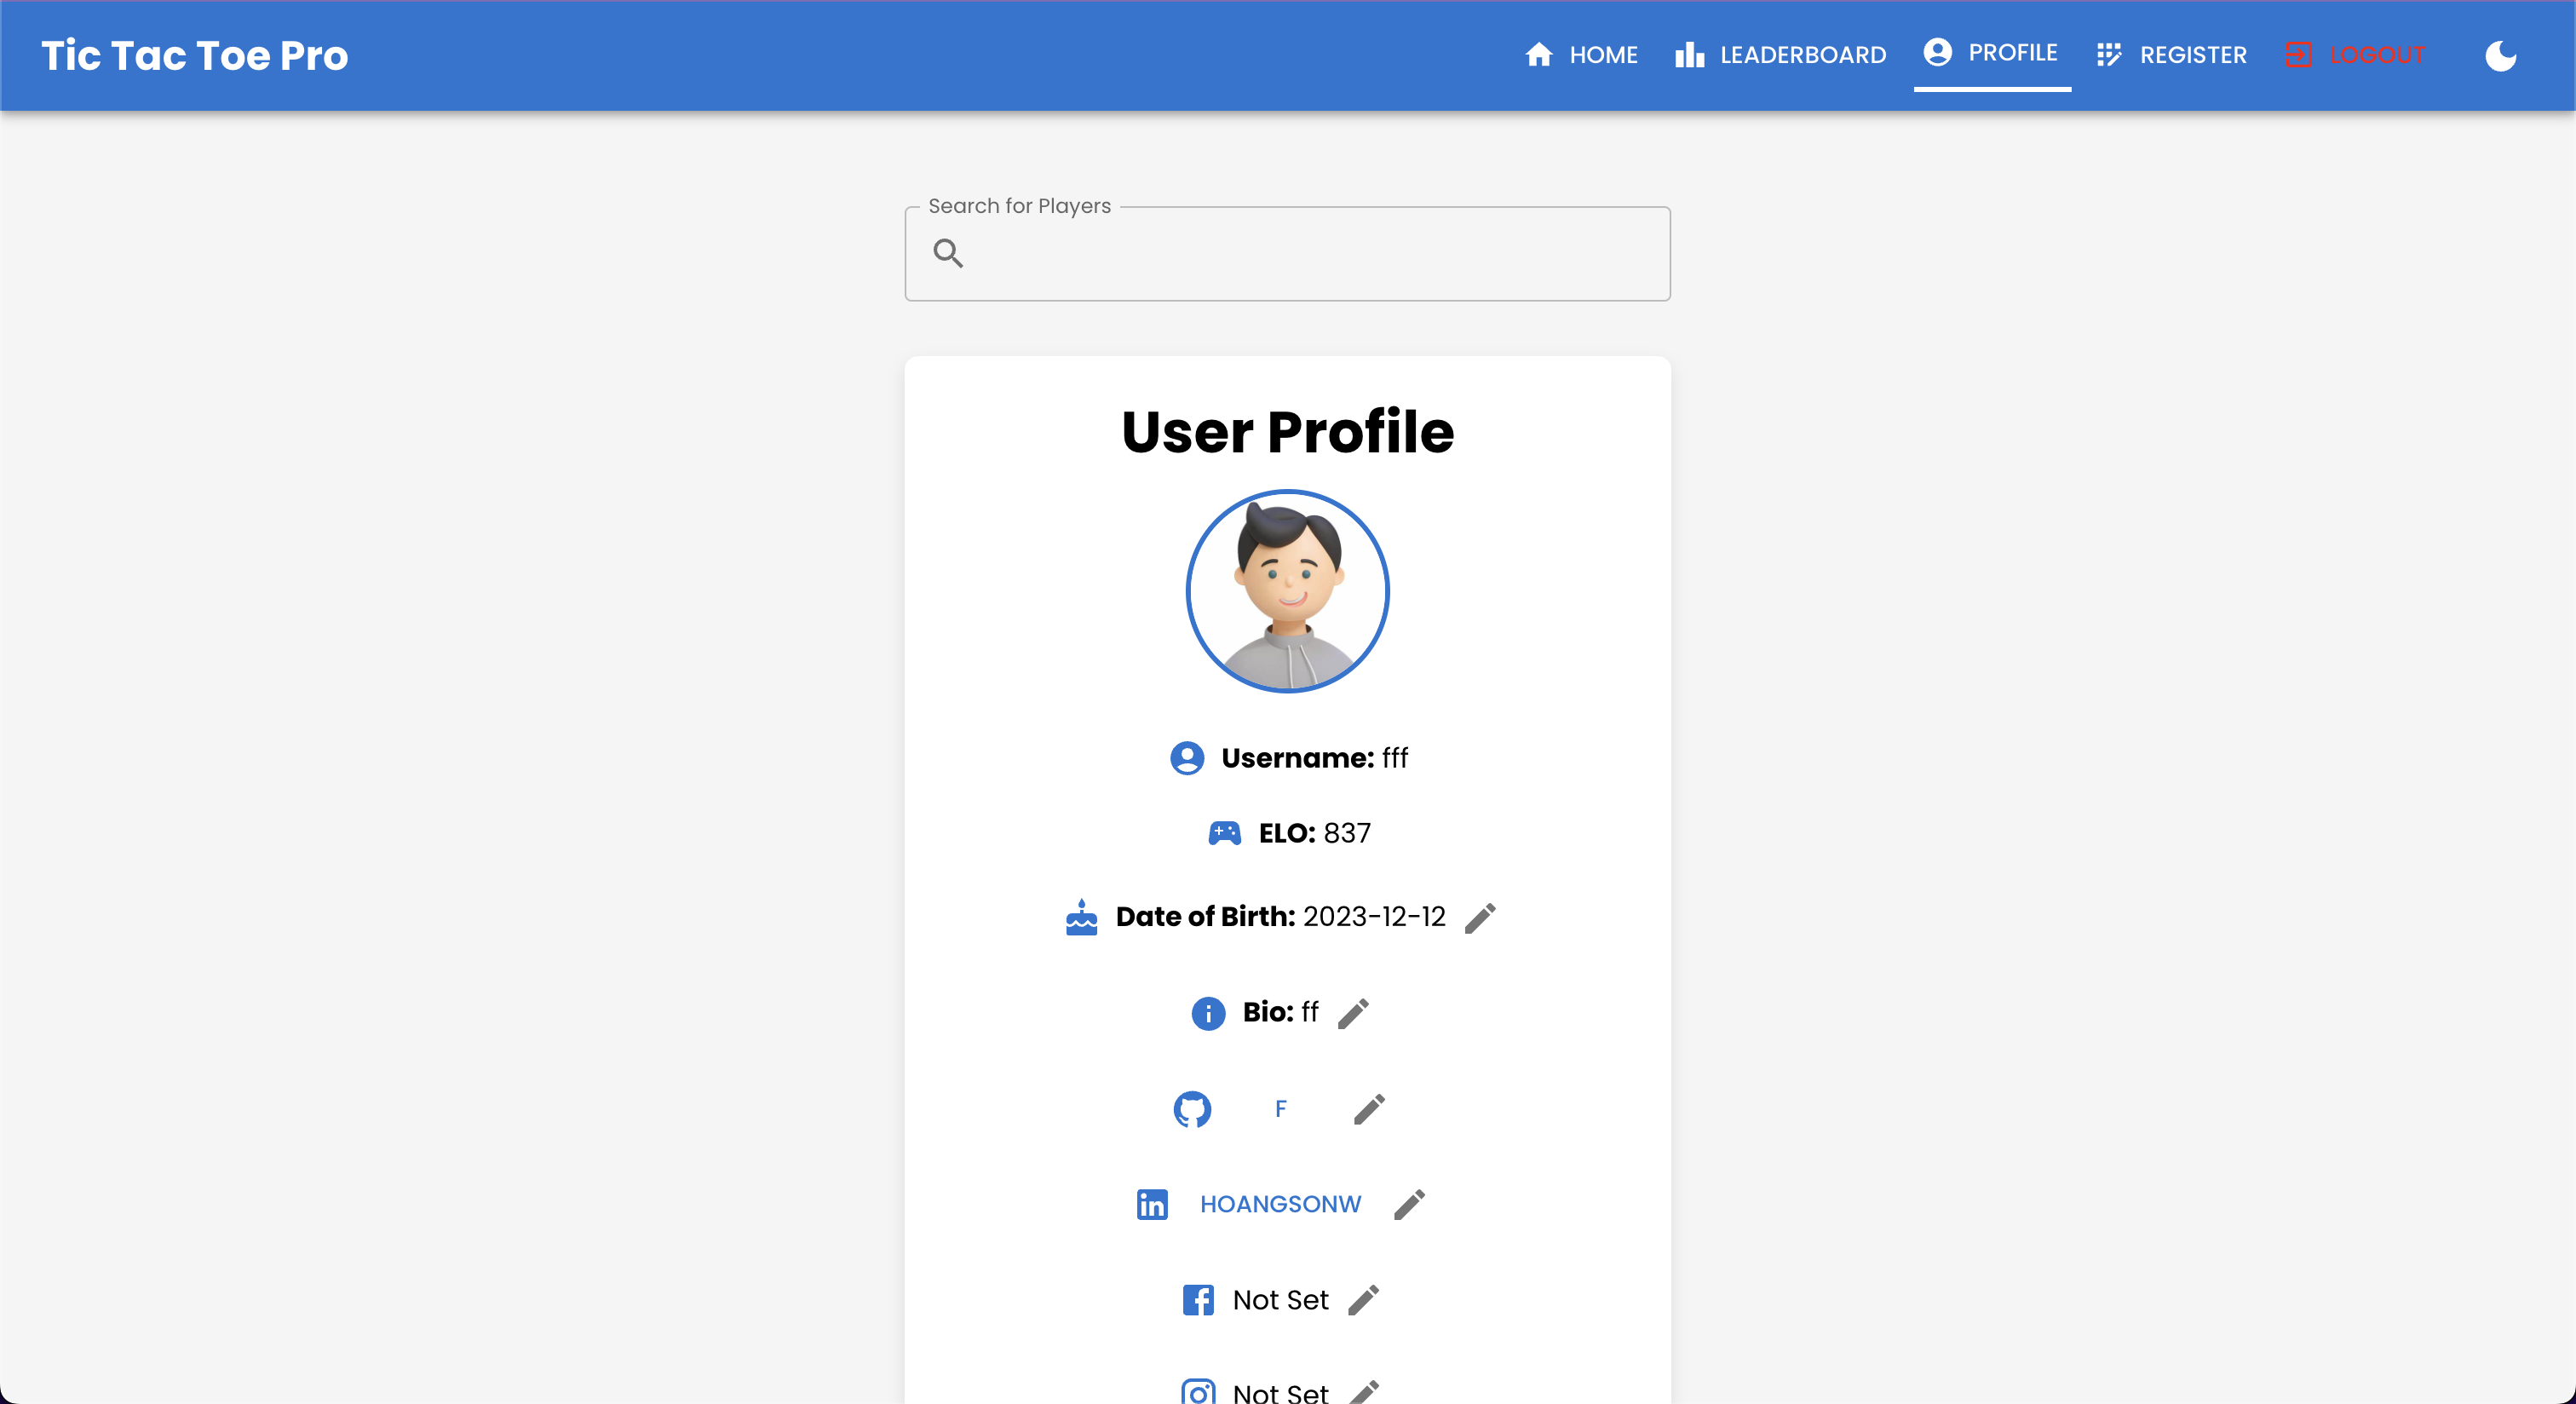 Tic Tac Toe Pro
HOME LEADERBOARD PROFILE REGISTER LOGOUT
Search for Players
User Profile
Username: fff
ELO: 837
Date of Birth: 2023-12-12
Bio: ff
F
HOANGSONW
Not Set
Not Set